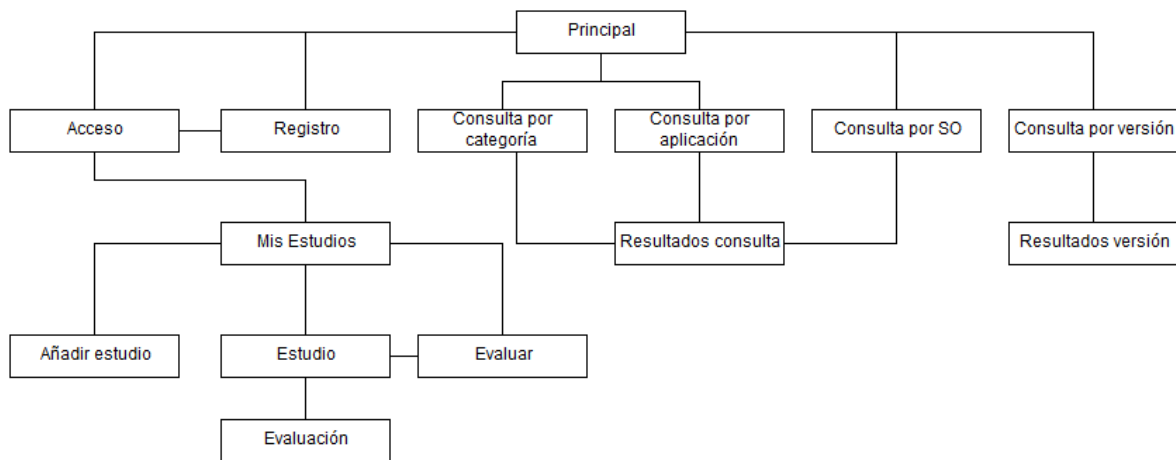 Principal
Acceso
Registro
Consulta por
categoría
Consulta por
aplicación
Consulta por SO
Consulta por versión
Mis Estudios
Resultados consulta
Resultados versión
Añadir estudio
Estudio
Evaluar
Evaluación